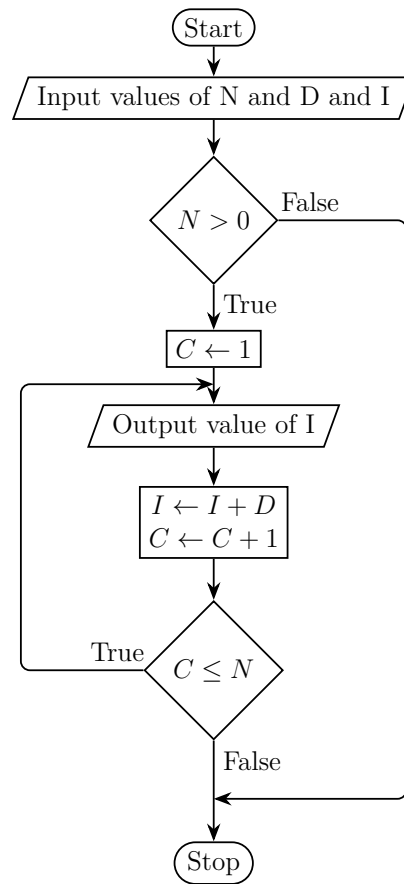 Start
Input values of N and D and I
N > 0
False
True
C ← 1
Output value of I
I ← I + D
C ← C + 1
True
C ≤ N
False
Stop